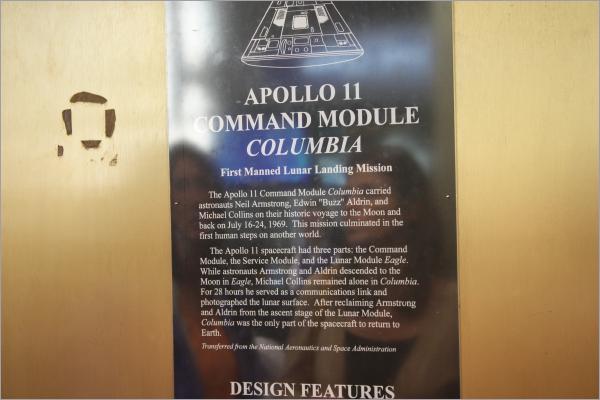 APOLLO 11
COMMAND MODULE
COLUMBIA
First Manned Lunar Landing Mission
The Apollo 11 Command Module Columbia carried
astronauts Neil Armstrong, Edwin "Buzz" Aldrin, and
Michael Collins on their historic voyage to the Moon and
back on July 16-24, 1969. This mission culminated in the
first human steps on another world.
The Apollo 11 spacecraft had three parts: the Command
Module, the Service Module, and the Lunar Module Eagle.
While astronauts Armstrong and Aldrin descended to the
Moon in Eagle, Michael Collins remained alone in Columbia.
For 28 hours he served as a communications link and
photographed the lunar surface. After reclaiming Armstrong
and Aldrin from the ascent stage of the Lunar Module,
Columbia was the only part of the spacecraft to return to
Earth.
Transferred from the National Aeronautics and Space Administration
DESIGN FEATURES